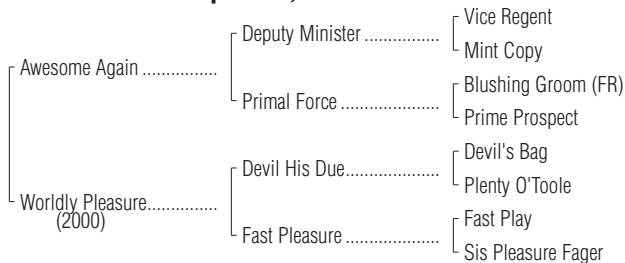 Awesome Again ................
Deputy Minister ................
Vice Regent
Mint Copy
Primal Force .....................
Blushing Groom (FR)
Prime Prospect
Worldly Pleasure...............
(2000)
Devil His Due....................
Devil's Bag
Plenty O'Toole
Fast Pleasure ....................
Fast Play
Sis Pleasure Fager